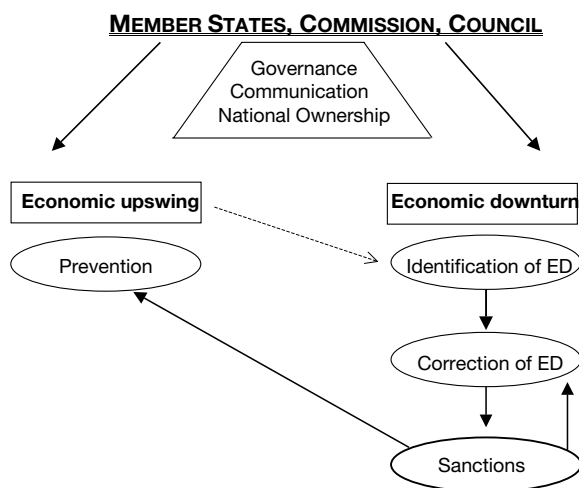 MEMBER STATES, COMMISSION, COUNCIL
Governance
Communication
National Ownership
Economic upswing
Economic downturn
Prevention
Identification of ED
Correction of ED
Sanctions